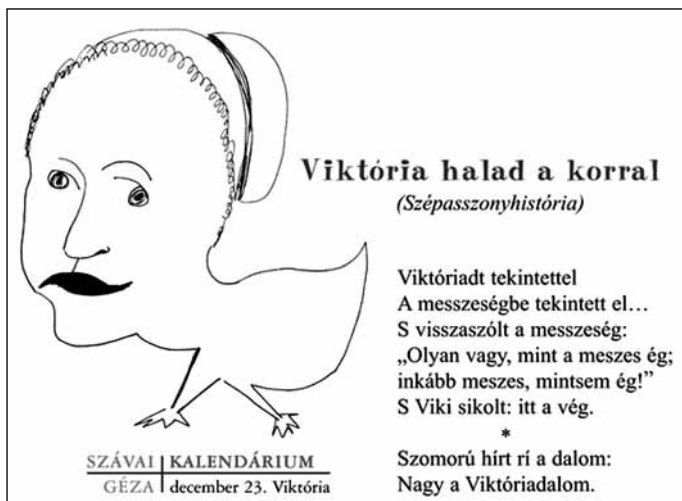 Viktória halad a korral
(Szépasszonyhistória)
Viktóriadt tekintettel
A messzeségbe tekintett el…
S visszaszólt a messzeség:
„Olyan vagy, mint a meszes ég;
inkább meszes, mintsem ég!”
S Viki sikolt: itt a vég.
*
Szomorú hírt rí a dalom:
Nagy a Viktóriadalom.
SZÁVAI KALENDÁRIUM
GÉZA december 23. Viktória